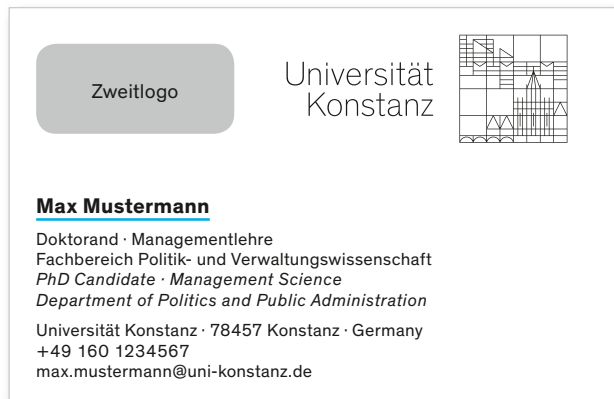 Zweitlogo
Universität
Konstanz
Max Mustermann
Doktorand · Managementlehre
Fachbereich Politik- und Verwaltungswissenschaft
PhD Candidate · Management Science
Department of Politics and Public Administration
Universität Konstanz · 78457 Konstanz · Germany
+49 160 1234567
max.mustermann@uni-konstanz.de